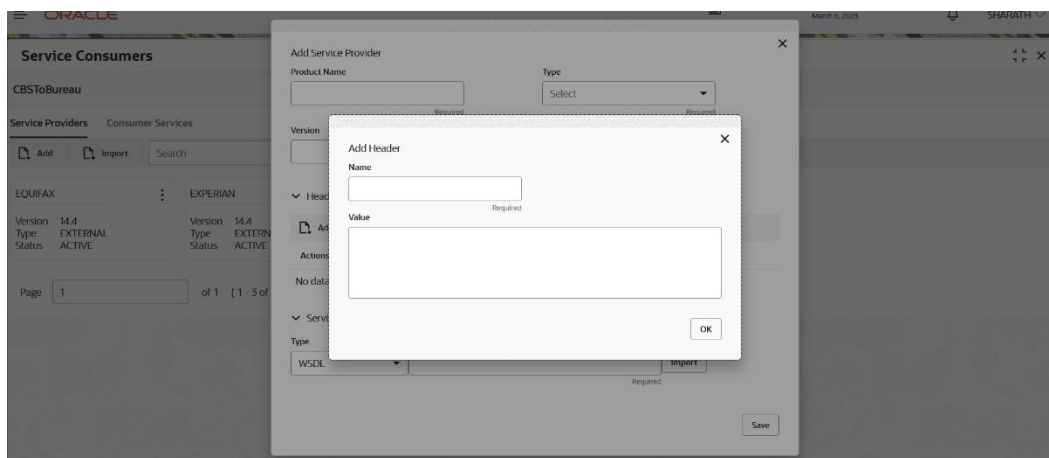 ORACLE
March 6, 2023
SHARATH
Service Consumers
CBSToBureau
Service Providers Consumer Services
Add Import Search
EQUIFAX
Version 14.4
Type EXTERNAL
Status ACTIVE
EXPERIAN
Version 14.4
Type EXTERN
Status ACTIVE
Page 1 of 1 (1 - 3 of
Add Service Provider
Product Name
Required
Type
Select
Required
Version
Head
Ad
Actions
No data
Servi
Type
WSDL
Import
Required
Save
Add Header
Name
Required
Value
OK